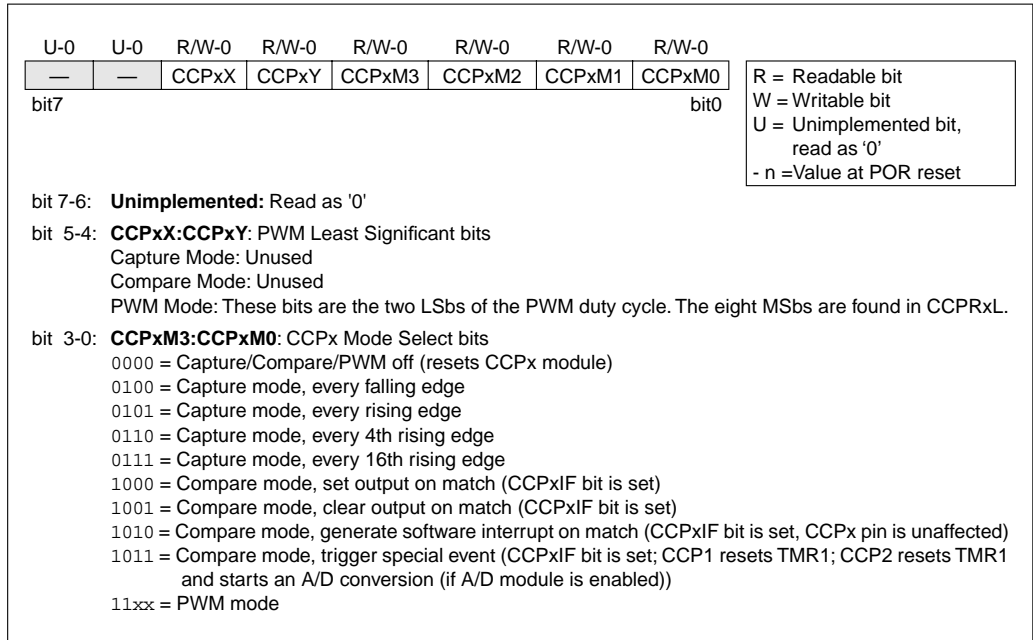 U-0 U-0 R/W-0 R/W-0 R/W-0 R/W-0 R/W-0 R/W-0
— — CCPxX CCPxY CCPxM3 CCPxM2 CCPxM1 CCPxM0
bit7 bit0
R = Readable bit
W = Writable bit
U = Unimplemented bit,
read as ‘0’
- n =Value at POR reset
bit 7-6: Unimplemented: Read as '0'
bit 5-4: CCPxX:CCPxY: PWM Least Significant bits
Capture Mode: Unused
Compare Mode: Unused
PWM Mode: These bits are the two LSbs of the PWM duty cycle. The eight MSbs are found in CCPRxL.
bit 3-0: CCPxM3:CCPxM0: CCPx Mode Select bits
0000 = Capture/Compare/PWM off (resets CCPx module)
0100 = Capture mode, every falling edge
0101 = Capture mode, every rising edge
0110 = Capture mode, every 4th rising edge
0111 = Capture mode, every 16th rising edge
1000 = Compare mode, set output on match (CCPxIF bit is set)
1001 = Compare mode, clear output on match (CCPxIF bit is set)
1010 = Compare mode, generate software interrupt on match (CCPxIF bit is set, CCPx pin is unaffected)
1011 = Compare mode, trigger special event (CCPxIF bit is set; CCP1 resets TMR1; CCP2 resets TMR1
and starts an A/D conversion (if A/D module is enabled))
11xx = PWM mode